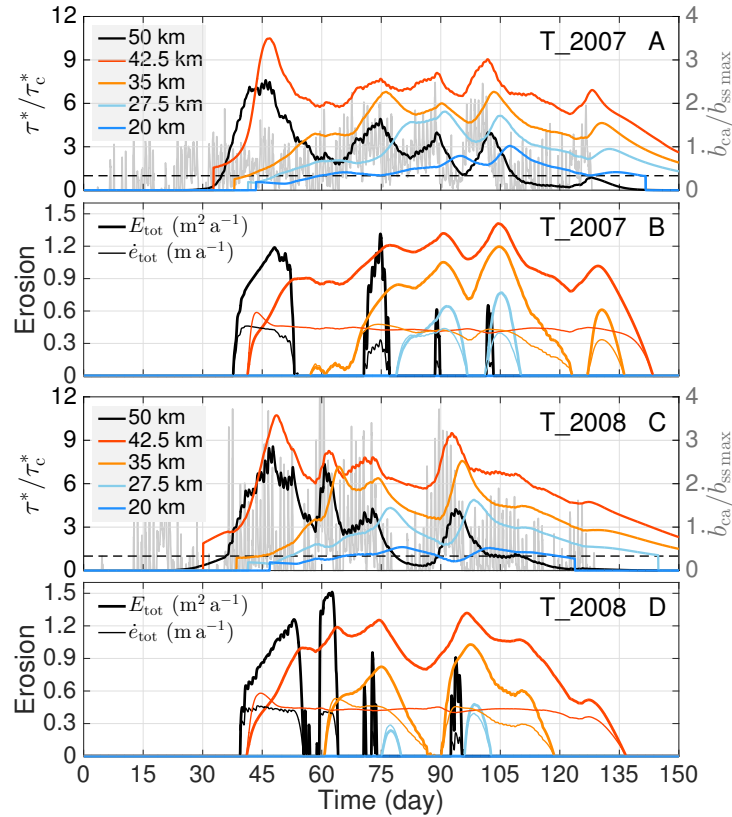 12
9
6
3
0
τ*/τ*c
50 km
42.5 km
35 km
27.5 km
20 km
T_2007 A
4
3
2
1
0
ḃca/ḃss max
1.5
1.2
0.9
0.6
0.3
0
Erosion
Etot (m² a⁻¹)
ėtot (m a⁻¹)
T_2007 B
12
9
6
3
0
τ*/τ*c
50 km
42.5 km
35 km
27.5 km
20 km
T_2008 C
4
3
2
1
0
ḃca/ḃss max
1.5
1.2
0.9
0.6
0.3
0
Erosion
Etot (m² a⁻¹)
ėtot (m a⁻¹)
T_2008 D
0 15 30 45 60 75 90 105 120 135 150
Time (day)